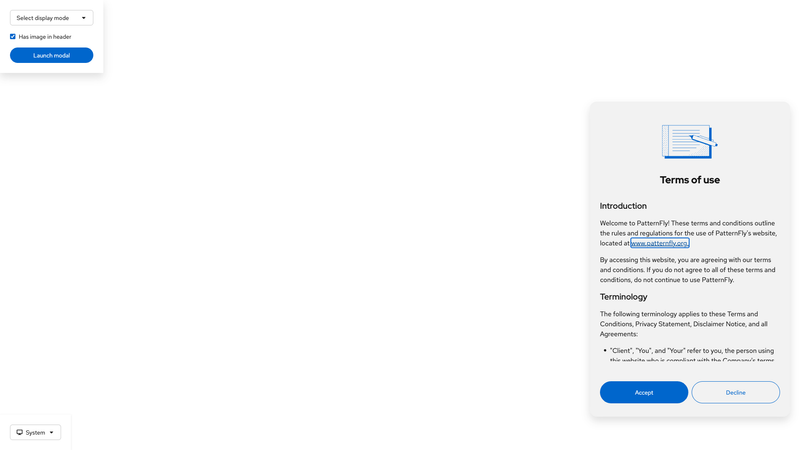 Select display mode
Has image in header
Launch modal
Terms of use
Introduction
Welcome to PatternFly! These terms and conditions outline
the rules and regulations for the use of PatternFly's website,
located at www.patternfly.org.
By accessing this website, you are agreeing with our terms
and conditions. If you do not agree to all of these terms and
conditions, do not continue to use PatternFly.
Terminology
The following terminology applies to these Terms and
Conditions, Privacy Statement, Disclaimer Notice, and all
Agreements:
• "Client", "You", and "Your" refer to you, the person using
this website who is compliant with the Company's terms
Accept
Decline
System